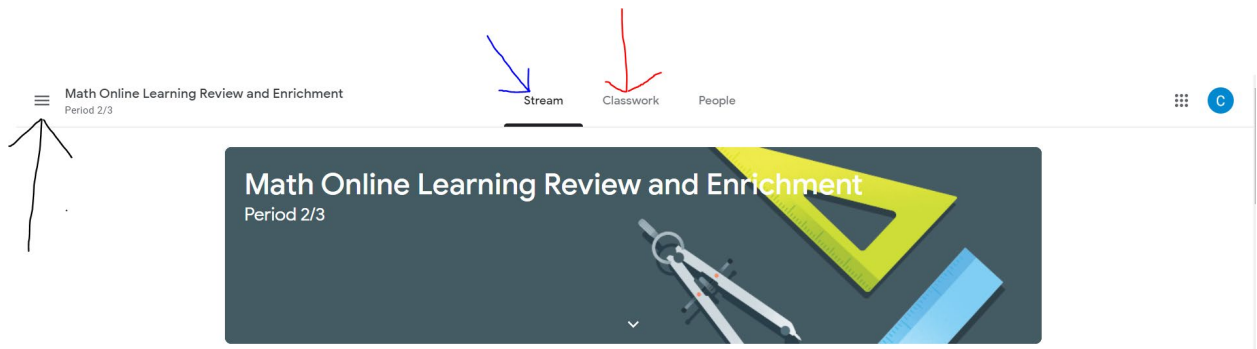 Math Online Learning Review and Enrichment
Period 2/3
Stream
Classwork
People
C
Math Online Learning Review and Enrichment
Period 2/3